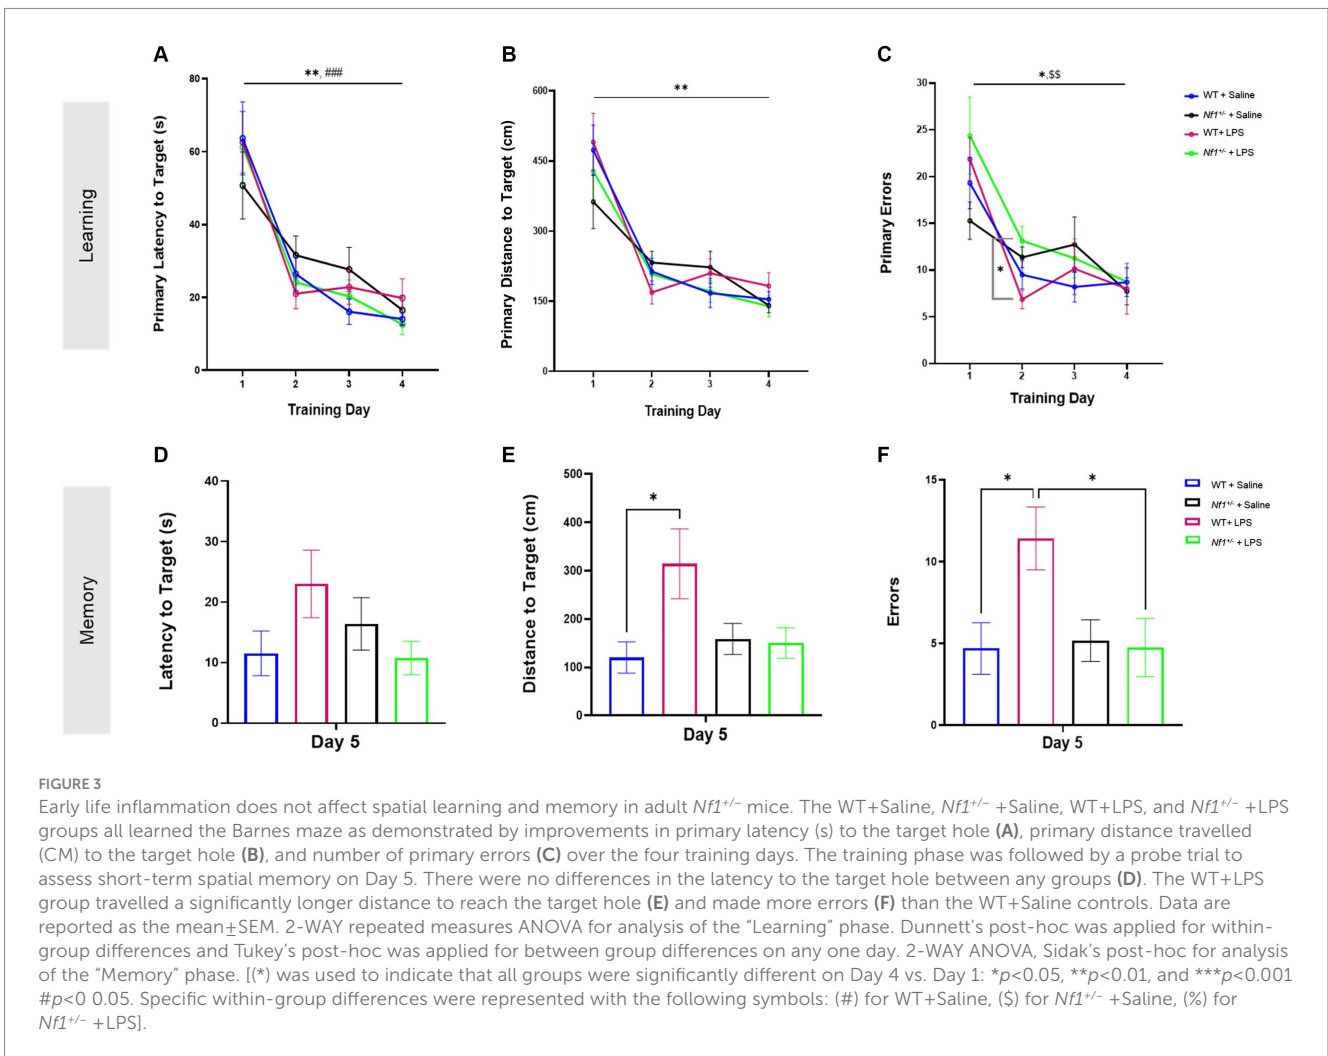 A
B
C
Learning
Primary Latency to Target (s)
80
60
40
20
0
**, ###
1 2 3 4
Training Day
Primary Distance to Target (cm)
600
450
300
150
0
**
1 2 3 4
Training Day
Primary Errors
30
25
20
15
10
5
0
*,$$
*
1 2 3 4
Training Day
WT + Saline
Nf1+/- + Saline
WT+ LPS
Nf1+/- + LPS
D
E
F
Memory
Latency to Target (s)
40
30
20
10
0
Day 5
Distance to Target (cm)
500
400
300
200
100
0
*
Day 5
Errors
15
10
5
0
* *
Day 5
WT + Saline
Nf1+/- + Saline
WT+ LPS
Nf1+/- + LPS
FIGURE 3
Early life inflammation does not affect spatial learning and memory in adult Nf1+/− mice. The WT+Saline, Nf1+/− +Saline, WT+LPS, and Nf1+/− +LPS
groups all learned the Barnes maze as demonstrated by improvements in primary latency (s) to the target hole (A), primary distance travelled
(CM) to the target hole (B), and number of primary errors (C) over the four training days. The training phase was followed by a probe trial to
assess short-term spatial memory on Day 5. There were no differences in the latency to the target hole between any groups (D). The WT+LPS
group travelled a significantly longer distance to reach the target hole (E) and made more errors (F) than the WT+Saline controls. Data are
reported as the mean±SEM. 2-WAY repeated measures ANOVA for analysis of the “Learning” phase. Dunnett’s post-hoc was applied for within-
group differences and Tukey’s post-hoc was applied for between group differences on any one day. 2-WAY ANOVA, Sidak’s post-hoc for analysis
of the “Memory” phase. [(*) was used to indicate that all groups were significantly different on Day 4 vs. Day 1: *p<0.05, **p<0.01, and ***p<0.001
#p<0 0.05. Specific within-group differences were represented with the following symbols: (#) for WT+Saline, ($) for Nf1+/− +Saline, (%) for
Nf1+/− +LPS].